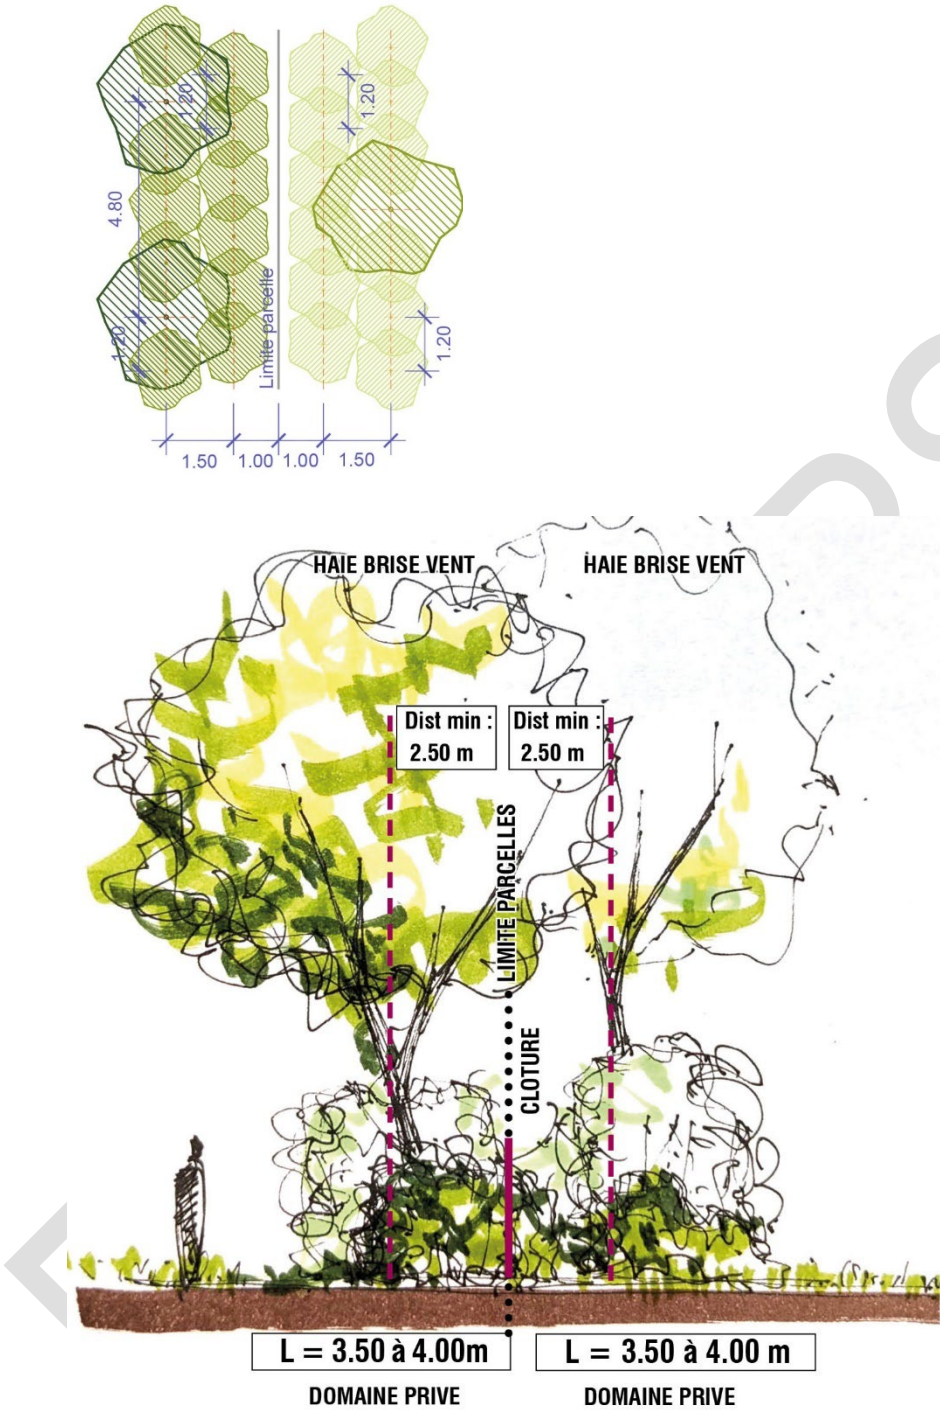 1.20
1.20
4.80
Limite parcelle
1.20
1.20
1.50
1.00
1.00
1.50
HAIE BRISE VENT
HAIE BRISE VENT
Dist min :
2.50 m
Dist min :
2.50 m
LIMITE PARCELLES
CLOTURE
L = 3.50 à 4.00m
L = 3.50 à 4.00 m
DOMAINE PRIVE
DOMAINE PRIVE